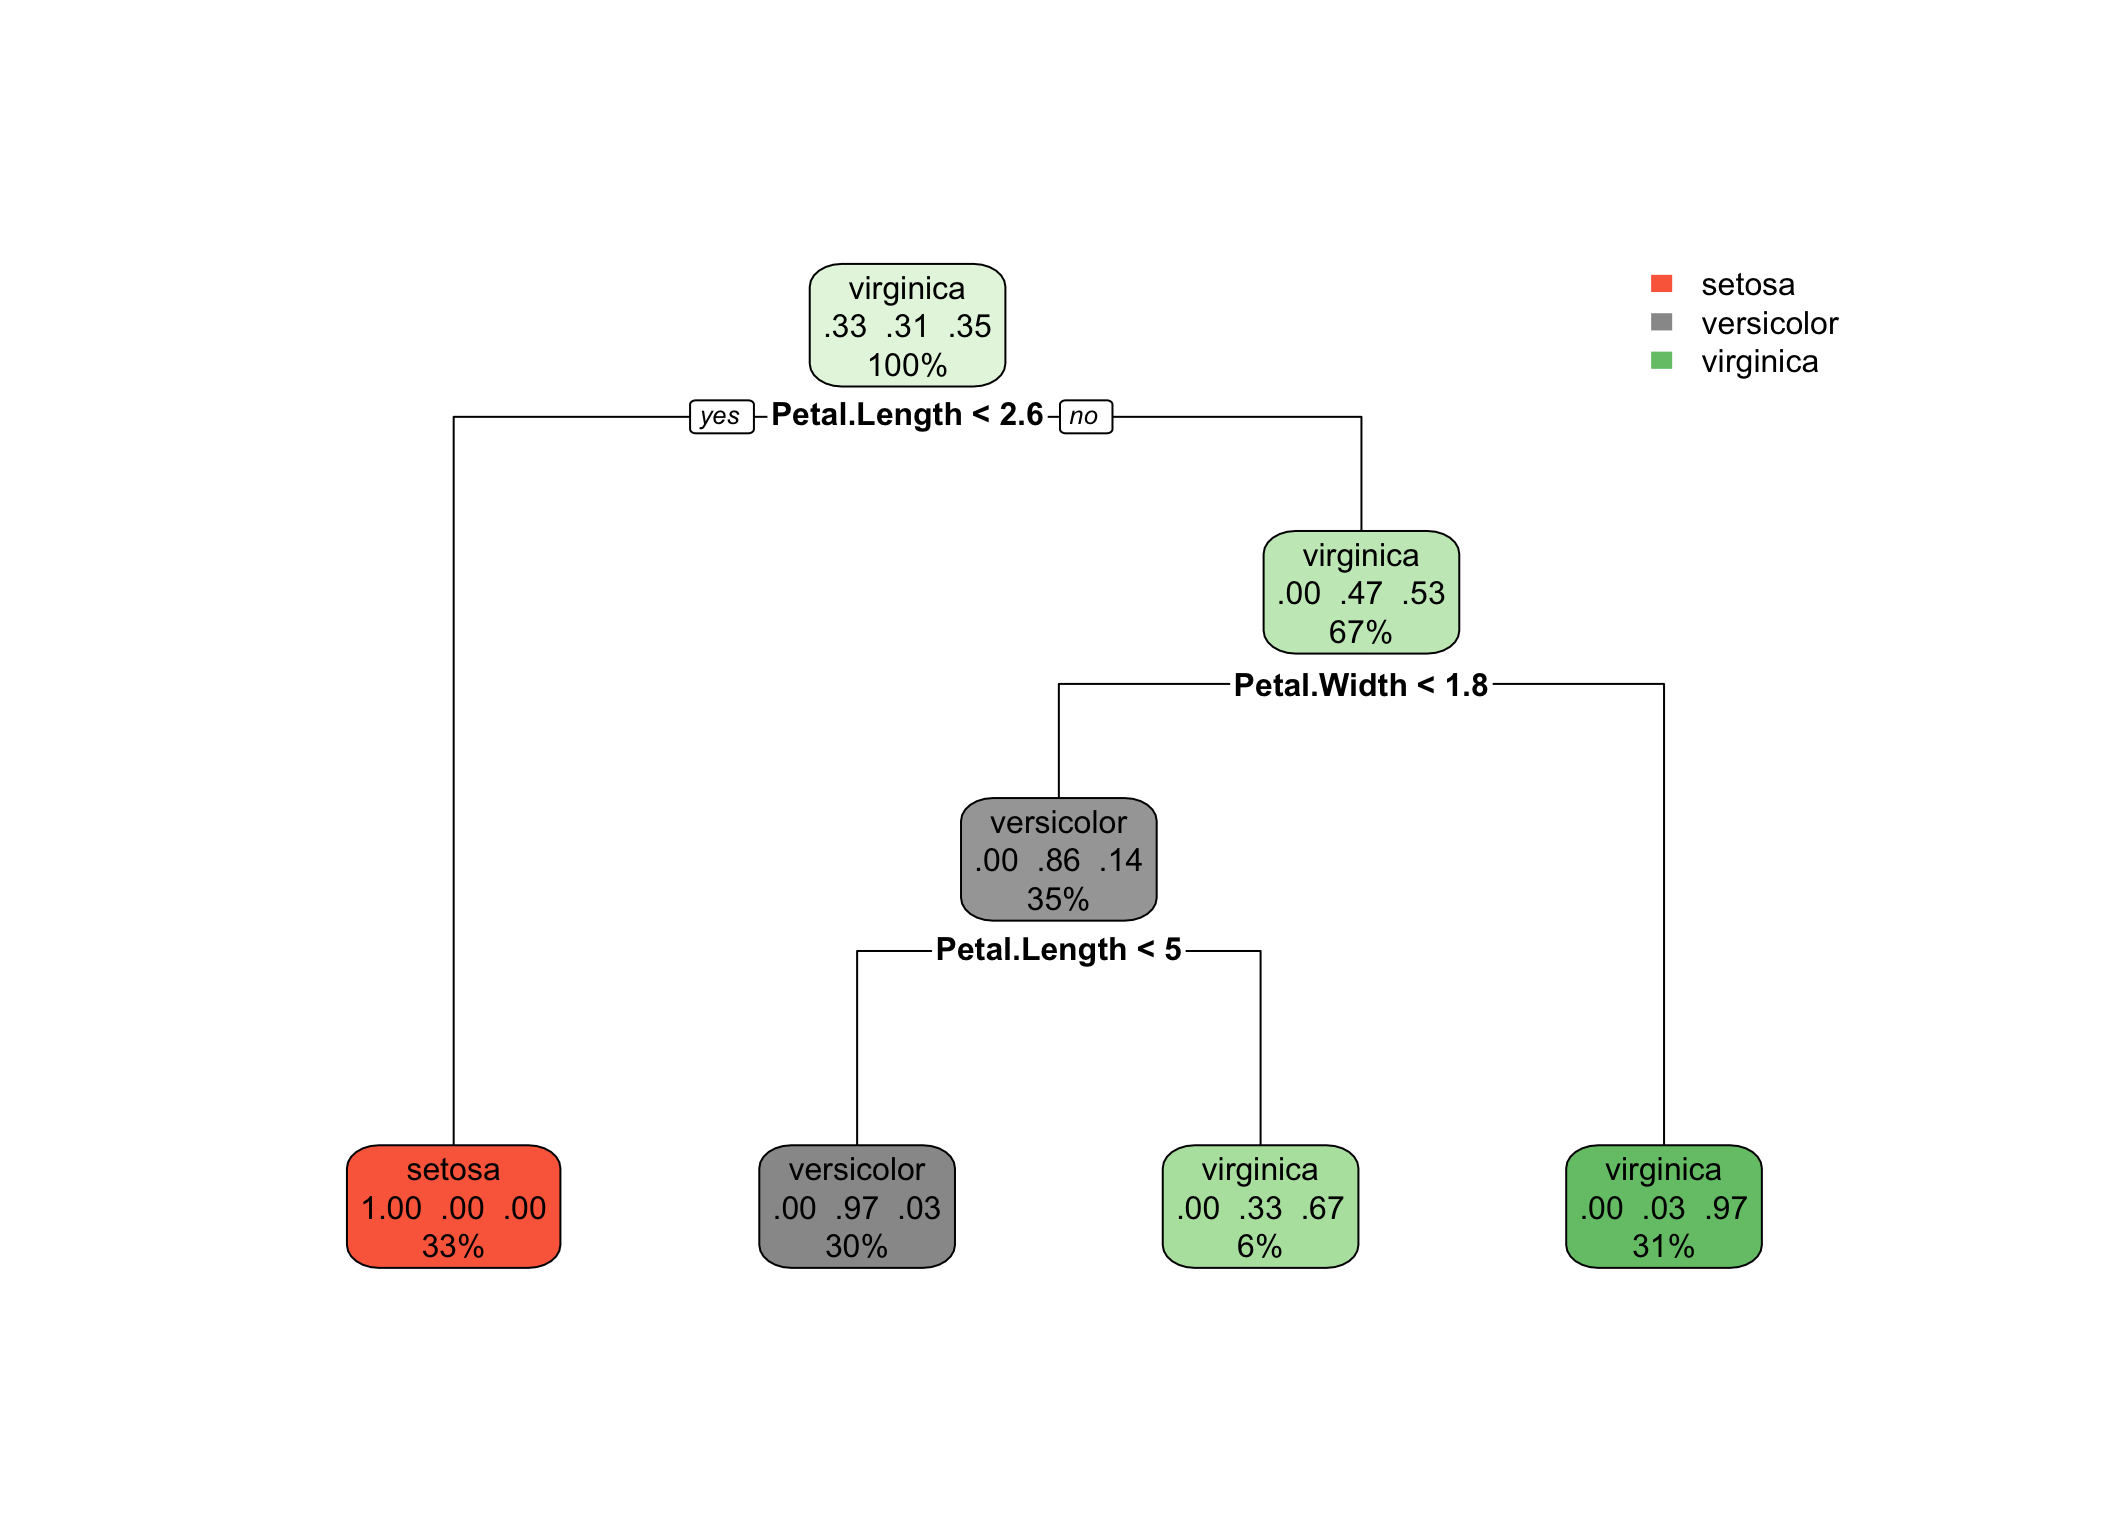 virginica
.33 .31 .35
100%
setosa
versicolor
virginica
yes Petal.Length < 2.6 no
virginica
.00 .47 .53
67%
Petal.Width < 1.8
versicolor
.00 .86 .14
35%
Petal.Length < 5
setosa
1.00 .00 .00
33%
versicolor
.00 .97 .03
30%
virginica
.00 .33 .67
6%
virginica
.00 .03 .97
31%